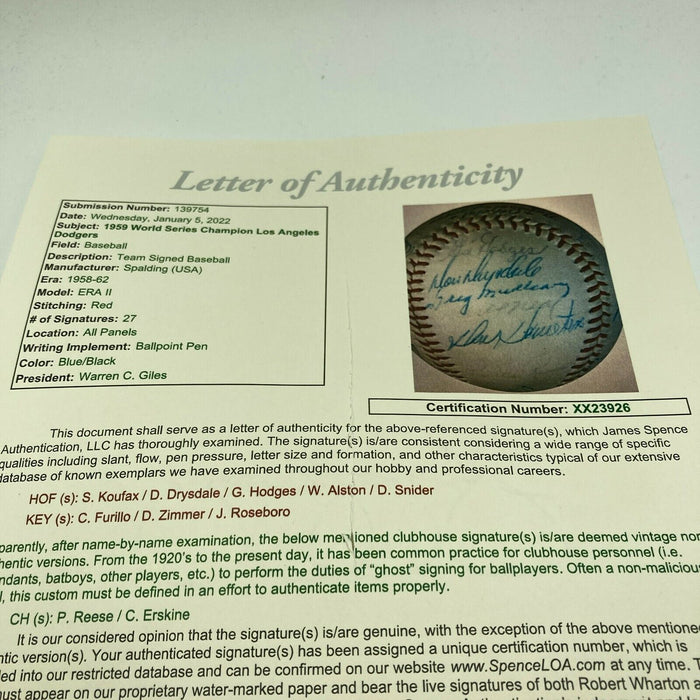 Letter of Authenticity
Submission Number: 139754
Date: Wednesday, January 5, 2022
Subject: 1959 World Series Champion Los Angeles
Dodgers
Field: Baseball
Description: Team Signed Baseball
Manufacturer: Spalding (USA)
Era: 1958-62
Model: ERA II
Stitching: Red
# of Signatures: 27
Location: All Panels
Writing Implement: Ballpoint Pen
Color: Blue/Black
President: Warren C. Giles
Don Drysdale
Certification Number: XX23926
This document shall serve as a letter of authenticity for the above-referenced signature(s), which James Spence
Authentication, LLC has thoroughly examined. The signature(s) is/are consistent considering a wide range of specific
qualities including slant, flow, pen pressure, letter size and formation, and other characteristics typical of our extensive
database of known exemplars we have examined throughout our hobby and professional careers.
HOF (s): S. Koufax / D. Drysdale / G. Hodges / W. Alston / D. Snider
KEY (s): C. Furillo / D. Zimmer / J. Roseboro
parently, after name-by-name examination, the below mentioned clubhouse signature(s) is/are deemed vintage non
hentic versions. From the 1920's to the present day, it has been common practice for clubhouse personnel (i.e.
ndants, batboys, other players, etc.) to perform the duties of "ghost" signing for ballplayers. Often a non-malicious
l, this custom must be defined in an effort to authenticate items properly.
CH (s): P. Reese / C. Erskine
It is our considered opinion that the signature(s) is/are genuine, with the exception of the above mentione
ntic version(s). Your authenticated signature(s) has been assigned a unique certification number, which is
led into our restricted database and can be confirmed on our website www.SpenceLOA.com at any time. T
ust appear on our proprietary water-marked paper and bear the live signatures of both Robert Wharton